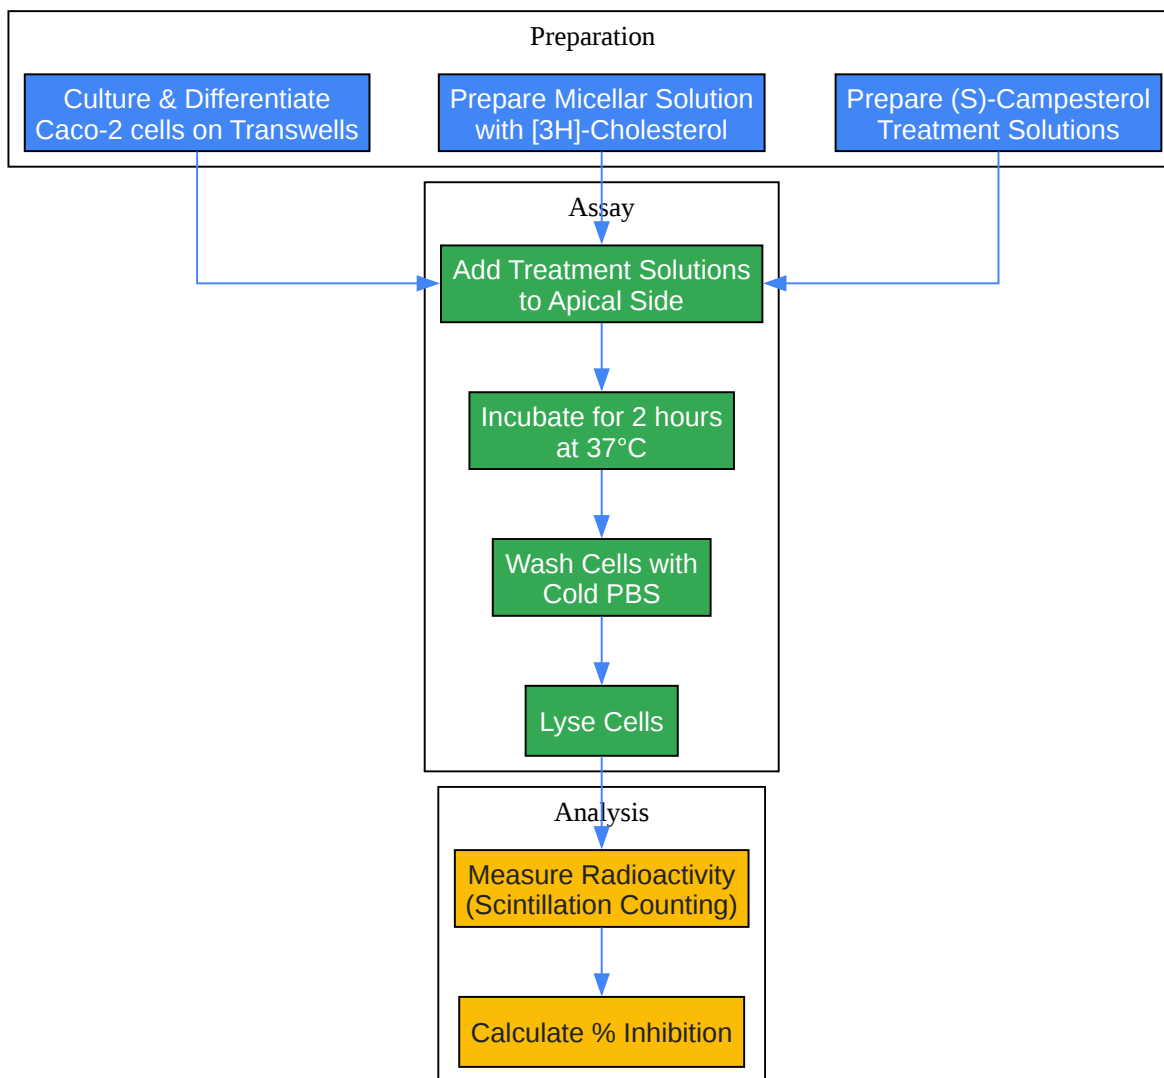 Preparation
Culture & Differentiate
Caco-2 cells on Transwells
Prepare Micellar Solution
with [3H]-Cholesterol
Prepare (S)-Campesterol
Treatment Solutions
Assay
Add Treatment Solutions
to Apical Side
Incubate for 2 hours
at 37°C
Wash Cells with
Cold PBS
Lyse Cells
Analysis
Measure Radioactivity
(Scintillation Counting)
Calculate % Inhibition